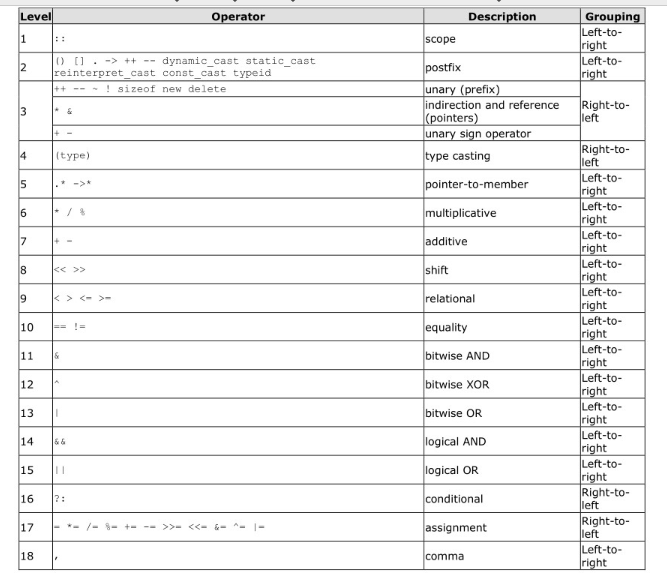 Level Operator Description Grouping
1 :: scope Left-to-
right
2 () [] . -> ++ -- dynamic_cast static_cast
reinterpret_cast const_cast typeid postfix Left-to-
right
3 ++ -- ~ ! sizeof new delete unary (prefix) Right-to-
left
* & indirection and reference
(pointers)
+ - unary sign operator
4 (type) type casting Right-to-
left
5 .* ->* pointer-to-member Left-to-
right
6 * / % multiplicative Left-to-
right
7 + - additive Left-to-
right
8 << >> shift Left-to-
right
9 < > <= >= relational Left-to-
right
10 == != equality Left-to-
right
11 & bitwise AND Left-to-
right
12 ^ bitwise XOR Left-to-
right
13 | bitwise OR Left-to-
right
14 && logical AND Left-to-
right
15 || logical OR Left-to-
right
16 ?: conditional Right-to-
left
17 = *= /= %= += -= >>= <<= &= ^= |= assignment Right-to-
left
18 , comma Left-to-
right